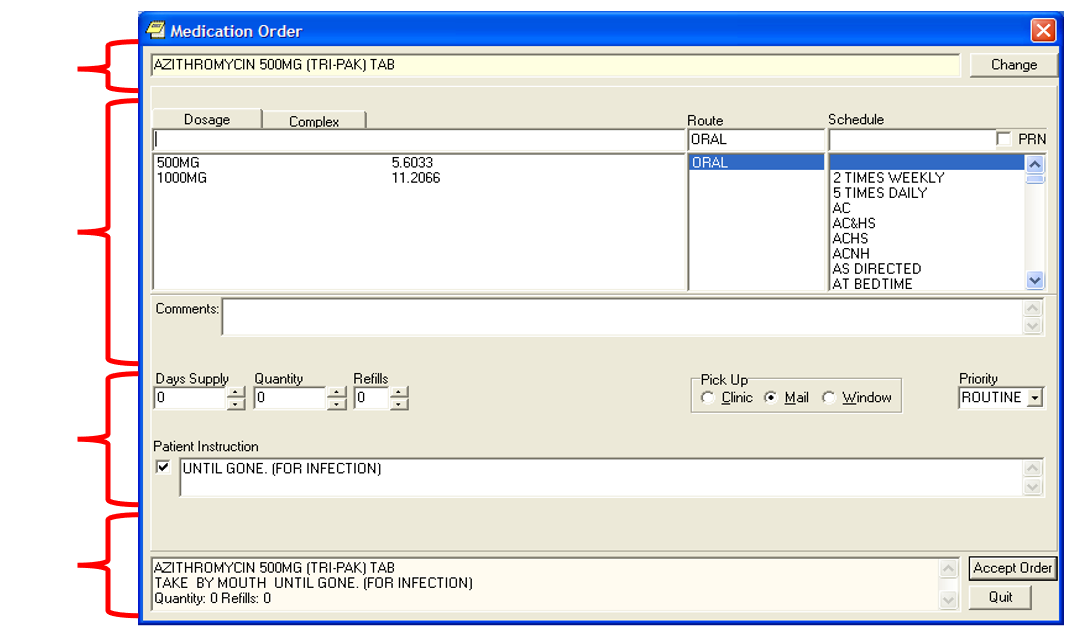 Medication Order
AZITHROMYCIN 500MG (TRI-PAK) TAB
Change
Dosage Complex Route Schedule
ORAL PRN
500MG 5.6033 ORAL
1000MG 11.2066 2 TIMES WEEKLY
5 TIMES DAILY
AC
AC&HS
ACHS
ACNH
AS DIRECTED
AT BEDTIME
Comments:
Days Supply Quantity Refills Pick Up Priority
0 0 0 Clinic Mail Window ROUTINE
Patient Instruction
UNTIL GONE. (FOR INFECTION)
AZITHROMYCIN 500MG (TRI-PAK) TAB Accept Order
TAKE BY MOUTH UNTIL GONE. (FOR INFECTION)
Quantity: 0 Refills: 0 Quit